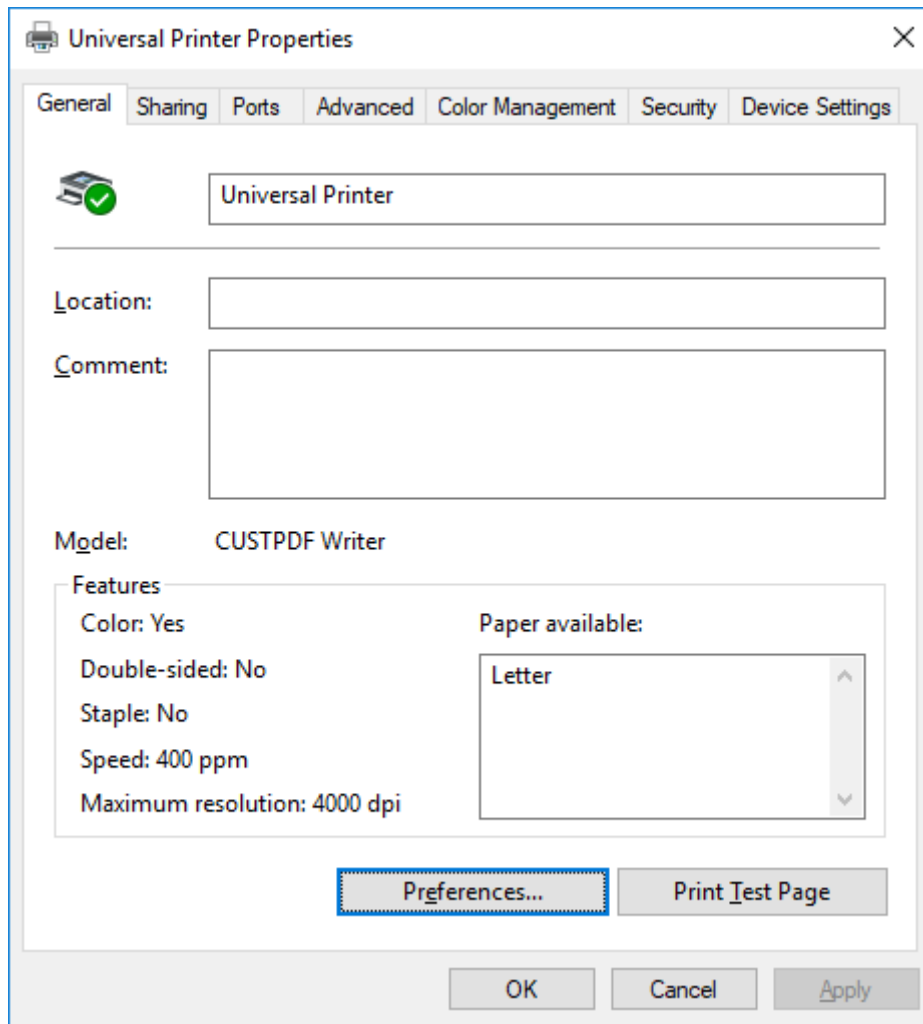 Universal Printer Properties
General Sharing Ports Advanced Color Management Security Device Settings
Universal Printer
Location:
Comment:
Model: CUSTPDF Writer
Features
Color: Yes Paper available:
Double-sided: No Letter
Staple: No
Speed: 400 ppm
Maximum resolution: 4000 dpi
Preferences... Print Test Page
OK Cancel Apply